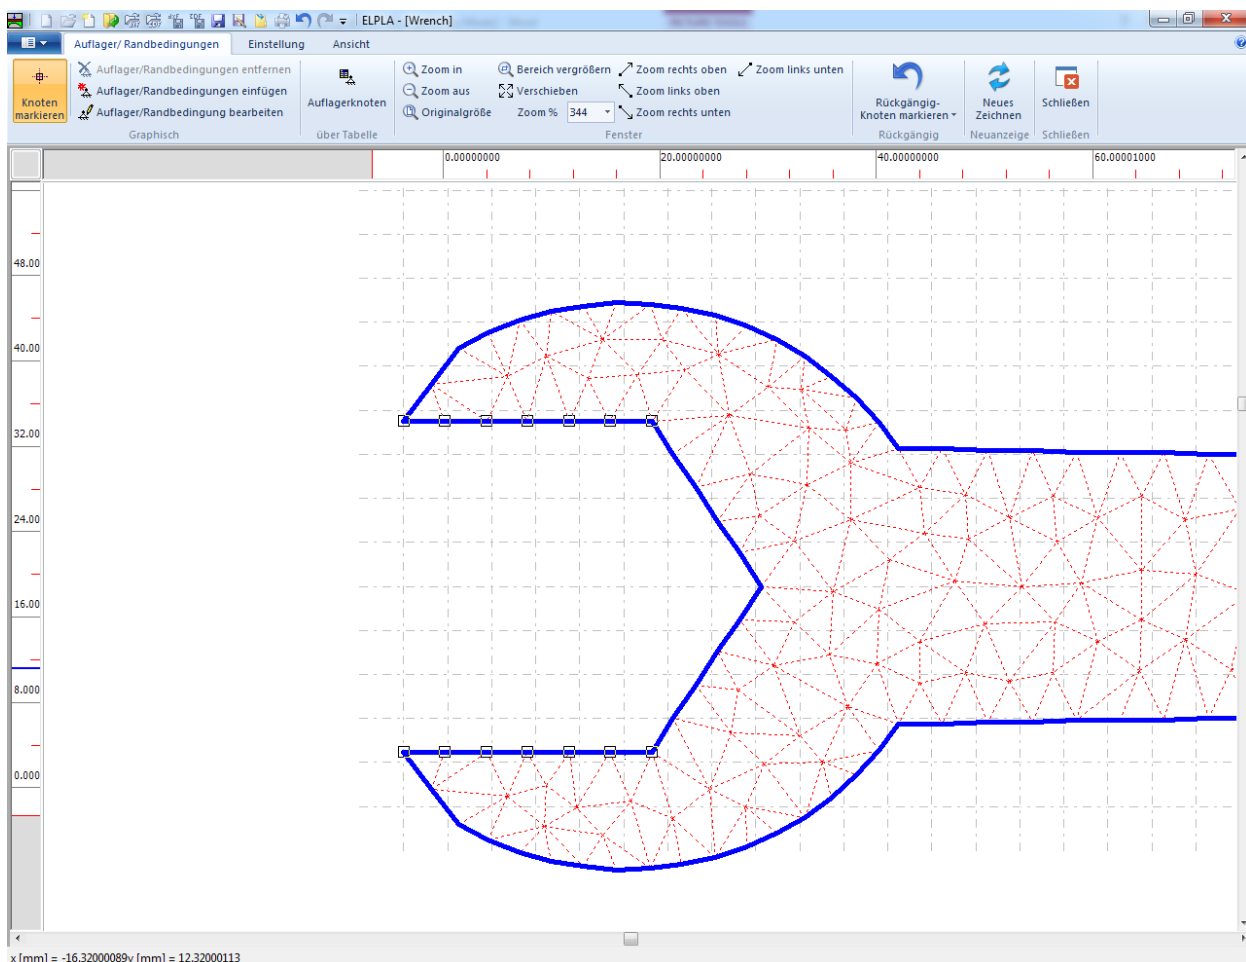 ELPLA - [Wrench]
Auflager/ Randbedingungen Einstellung Ansicht
Auflager/Randbedingungen entfernen Zoom in Bereich vergrößern Zoom rechts oben Zoom links unten
Auflager/Randbedingungen einfügen Zoom aus Verschieben Zoom links oben
Knoten markieren Auflager/Randbedingung bearbeiten Auflagerknoten Originalgröße Zoom % 344 Zoom rechts unten Rückgängig- Knoten markieren Neues Zeichnen Schließen
Graphisch über Tabelle Fenster Rückgängig Neuanzeige Schließen
0.00000000 20.00000000 40.00000000 60.00001000
48.00
40.00
32.00
24.00
16.00
8.000
0.000
x [mm] = -16.32000089y [mm] = 12.32000113